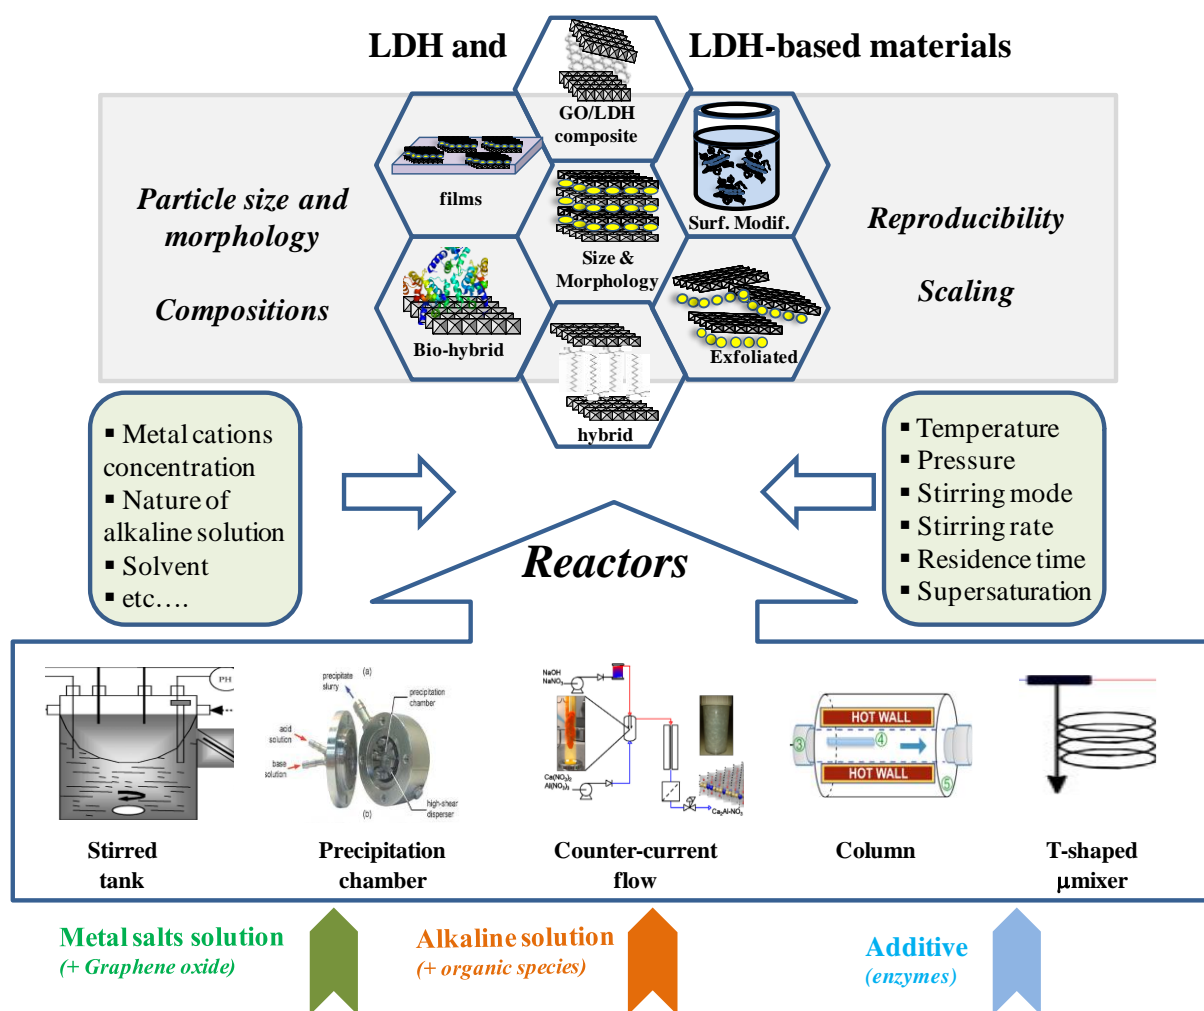 LDH and
LDH-based materials
GO/LDH
composite
films
Surf. Modif.
Size &
Morphology
Bio-hybrid
Exfoliated
hybrid
Particle size and
morphology
Compositions
Reproducibility
Scaling
▪ Metal cations
concentration
▪ Nature of
alkaline solution
▪ Solvent
▪ etc….
▪ Temperature
▪ Pressure
▪ Stirring mode
▪ Stirring rate
▪ Residence time
▪ Supersaturation
Reactors
PH
(a)
precipitate
slurry
precipitation
chamber
acid
solution
base
solution
high-shear
disperser
(b)
NaOH
NaNO3
Ca(NO3)2
Al(NO3)3
Ca2Al-NO3
HOT WALL
③
④
HOT WALL
⑤
Stirred
tank
Precipitation
chamber
Counter-current
flow
Column
T-shaped
μmixer
Metal salts solution
(+ Graphene oxide)
Alkaline solution
(+ organic species)
Additive
(enzymes)